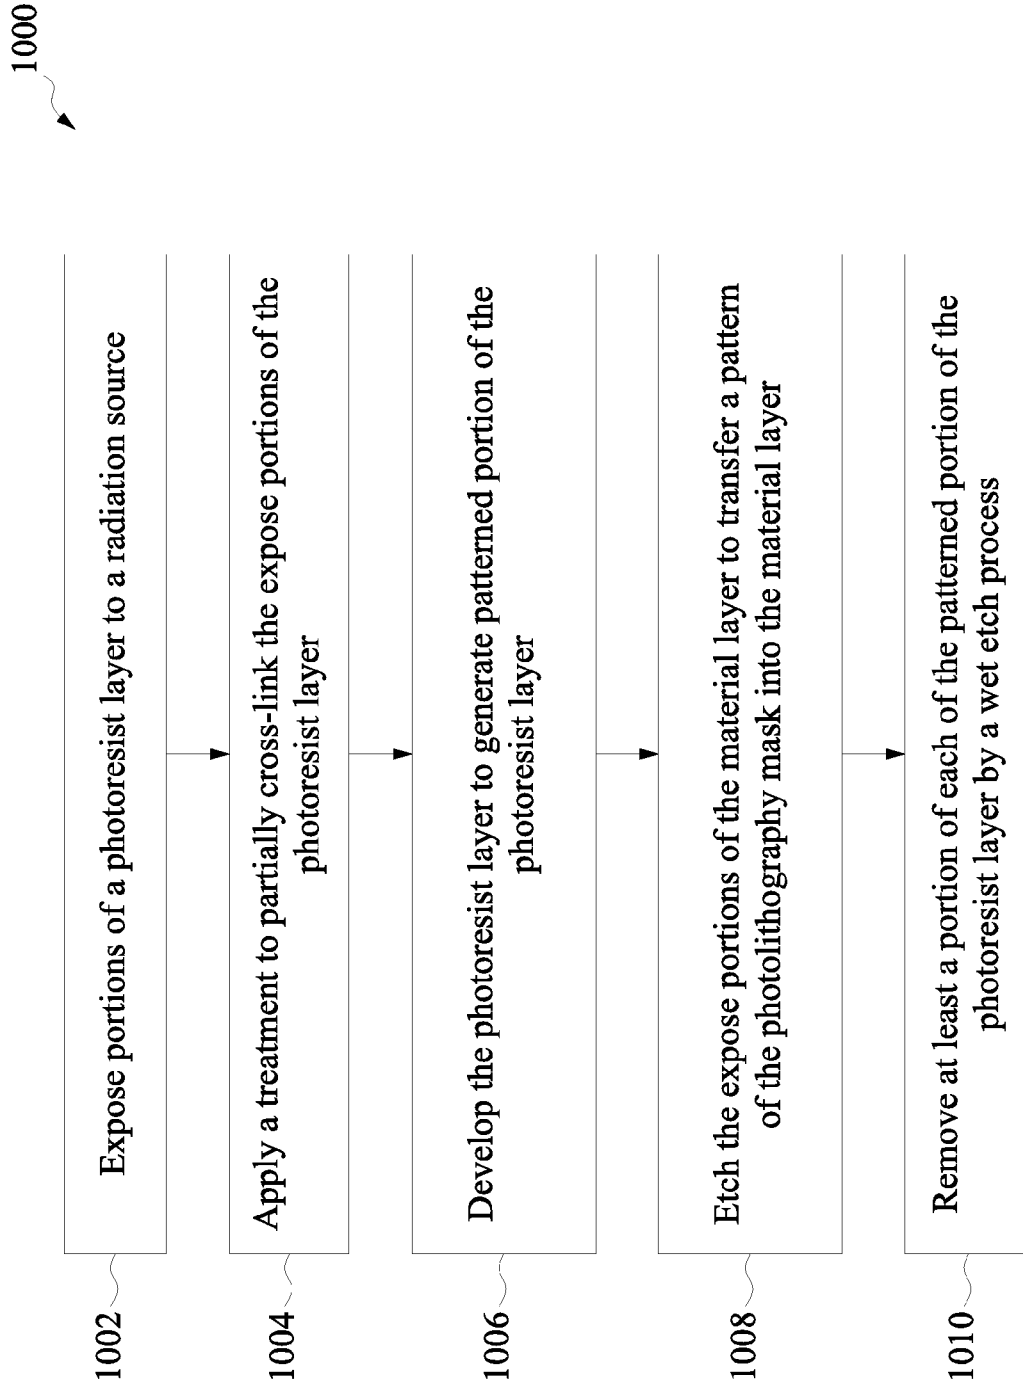 1000
1002
Expose portions of a photoresist layer to a radiation source
1004
Apply a treatment to partially cross-link the expose portions of the
photoresist layer
1006
Develop the photoresist layer to generate patterned portion of the
photoresist layer
1008
Etch the expose portions of the material layer to transfer a pattern
of the photolithography mask into the material layer
1010
Remove at least a portion of each of the patterned portion of the
photoresist layer by a wet etch process